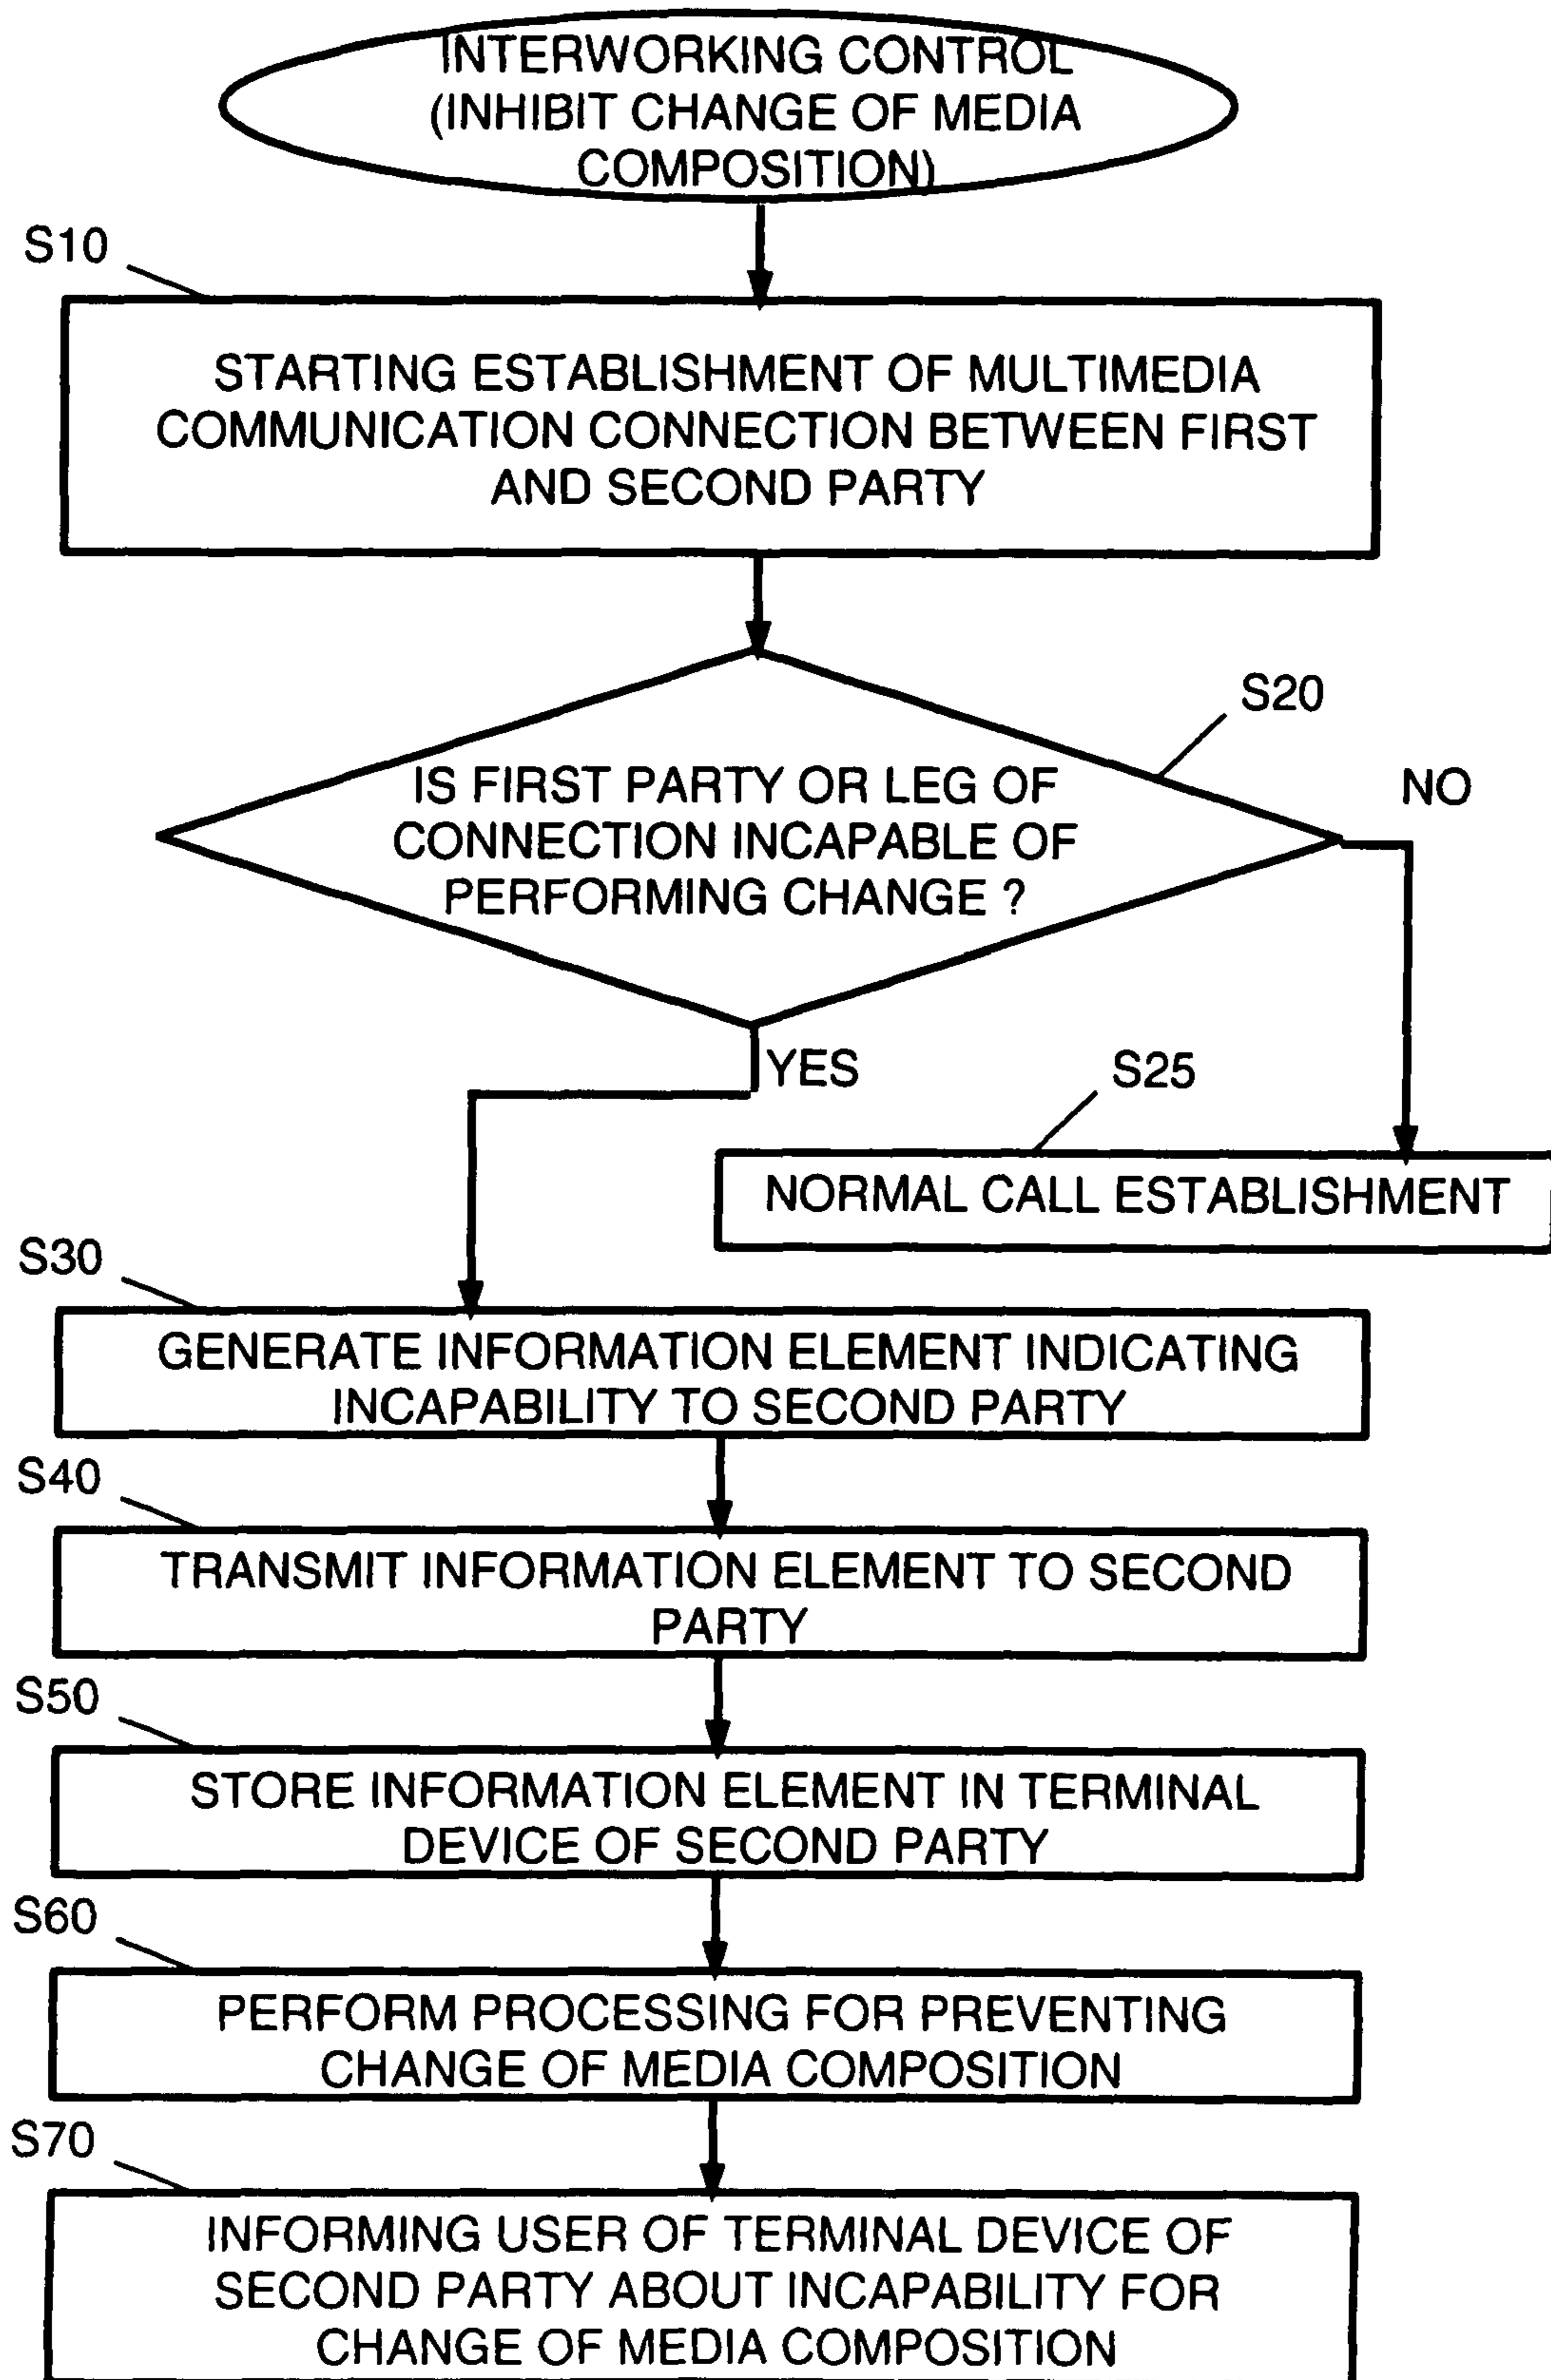 INTERWORKING CONTROL
(INHIBIT CHANGE OF MEDIA
COMPOSITION)
S10
STARTING ESTABLISHMENT OF MULTIMEDIA
COMMUNICATION CONNECTION BETWEEN FIRST
AND SECOND PARTY
S20
IS FIRST PARTY OR LEG OF
CONNECTION INCAPABLE OF
PERFORMING CHANGE ?
NO
YES
S25
NORMAL CALL ESTABLISHMENT
S30
GENERATE INFORMATION ELEMENT INDICATING
INCAPABILITY TO SECOND PARTY
S40
TRANSMIT INFORMATION ELEMENT TO SECOND
PARTY
S50
STORE INFORMATION ELEMENT IN TERMINAL
DEVICE OF SECOND PARTY
S60
PERFORM PROCESSING FOR PREVENTING
CHANGE OF MEDIA COMPOSITION
S70
INFORMING USER OF TERMINAL DEVICE OF
SECOND PARTY ABOUT INCAPABILITY FOR
CHANGE OF MEDIA COMPOSITION